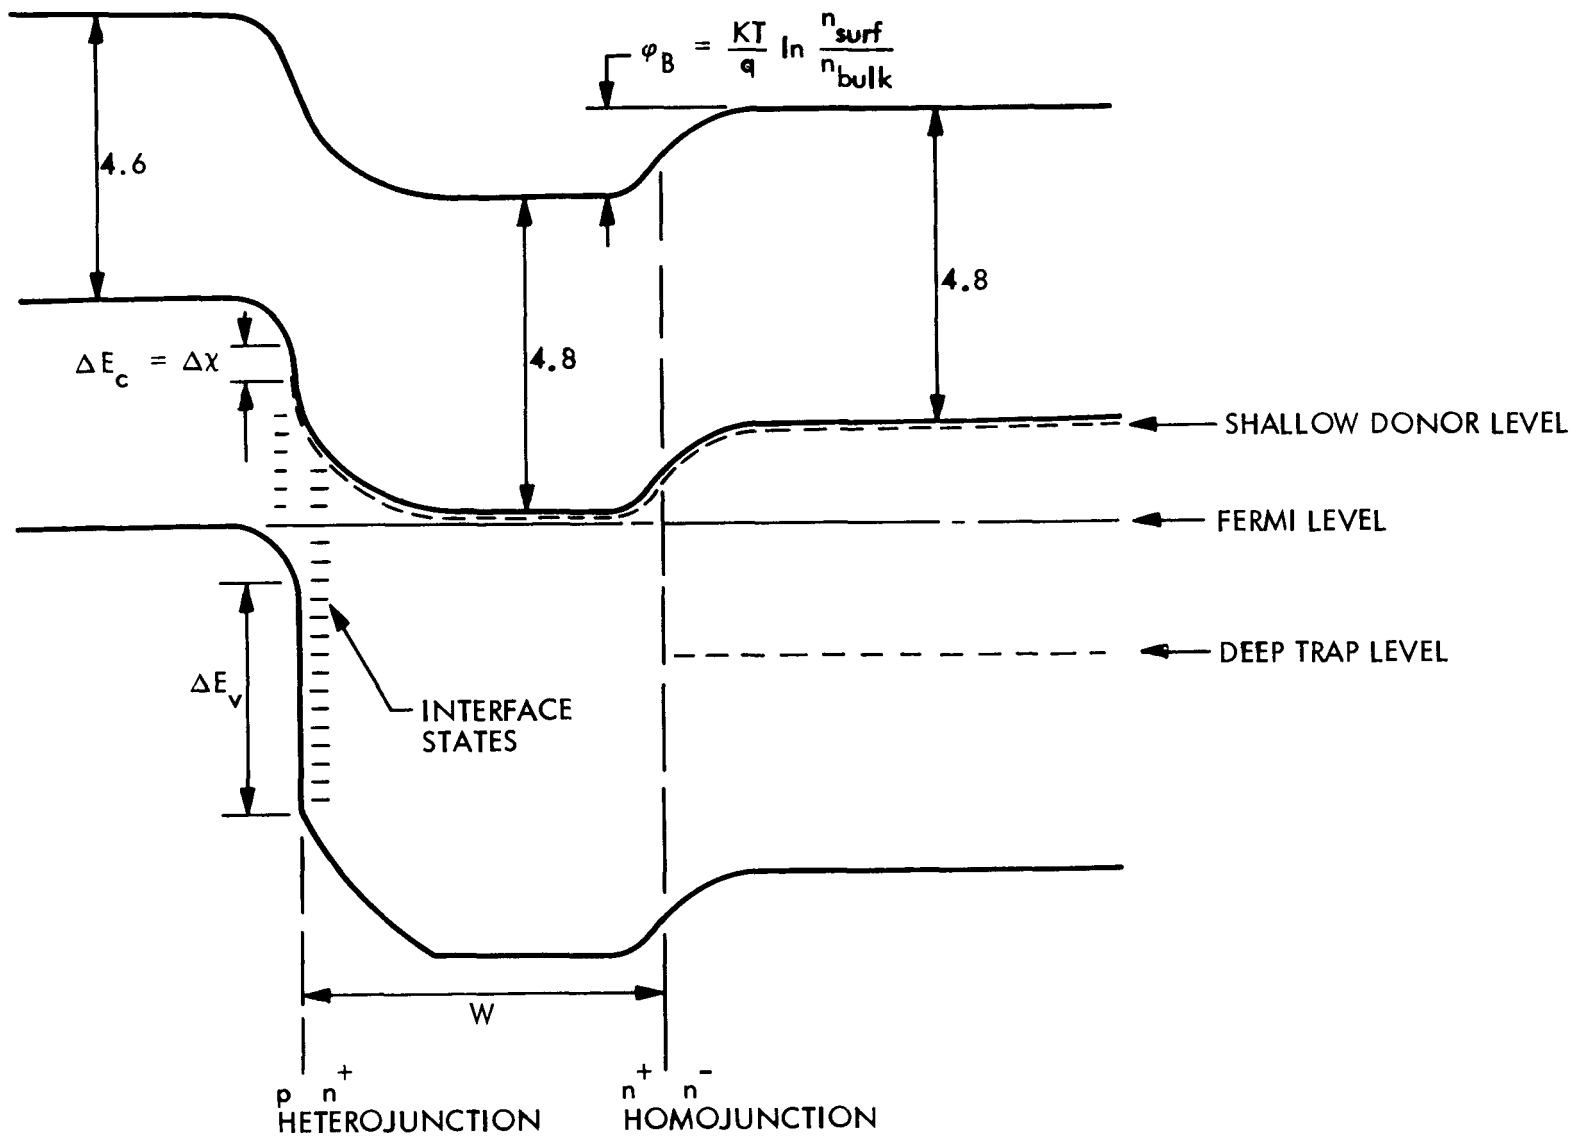 φB = KT/q ln nsurf/nbulk
4.6
4.8
4.8
ΔEc = Δχ
SHALLOW DONOR LEVEL
FERMI LEVEL
DEEP TRAP LEVEL
ΔEv
INTERFACE
STATES
W
p n+
HETEROJUNCTION
n+ n-
HOMOJUNCTION